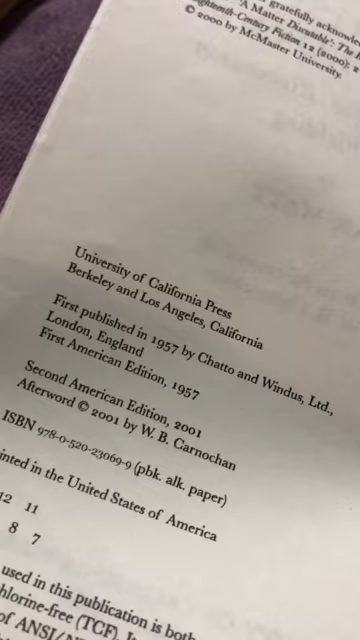 gratefully acknowle
'A Matter Discutable': The R
ighteenth-Century Fiction 12 (2000): 2
© 2000 by McMaster University.
University of California Press
Berkeley and Los Angeles, California
First published in 1957 by Chatto and Windus, Ltd.,
London, England
First American Edition, 1957
Second American Edition, 2001
Afterword © 2001 by W. B. Carnochan
ISBN 978-0-520-23069-9 (pbk. alk. paper)
inted in the United States of America
12 11
8 7
used in this publication is both
hlorine-free (TCF). It
of ANSI/N